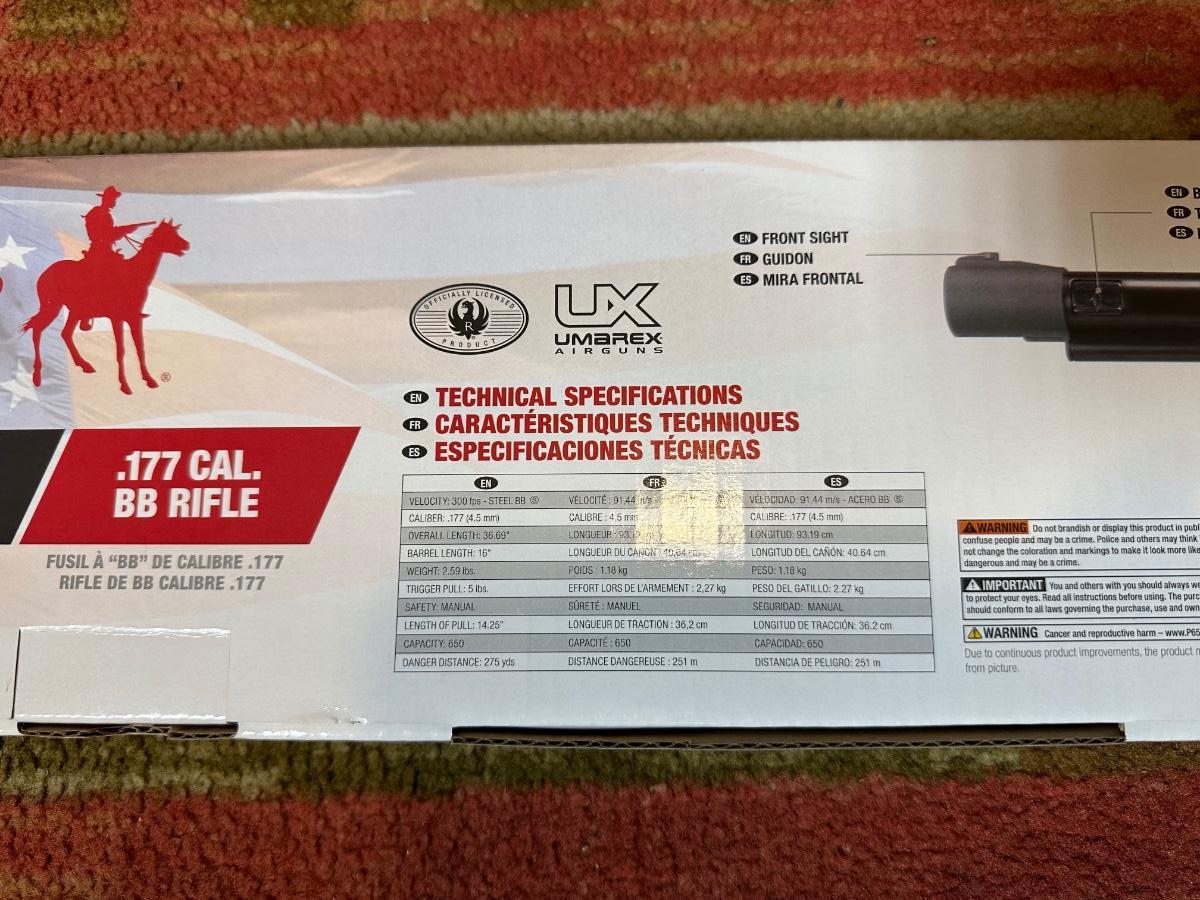 EN FRONT SIGHT
FR GUIDON
ES MIRA FRONTAL
EN B
FR T
ES
OFFICIALLY LICENSED
R
PRODUCT
UX
UMAREX
AIRGUNS
®
EN TECHNICAL SPECIFICATIONS
FR CARACTÉRISTIQUES TECHNIQUES
ES ESPECIFICACIONES TÉCNICAS
.177 CAL.
BB RIFLE
FUSIL À “BB” DE CALIBRE .177
RIFLE DE BB CALIBRE .177
EN FR ES
VELOCITY: 300 fps - STEEL BB Ⓢ VÉLOCITÉ : 91,44 m/s VELOCIDAD: 91.44 m/s - ACERO BB Ⓢ
CALIBER: .177 (4.5 mm) CALIBRE : 4,5 mm CALIBRE: .177 (4.5 mm)
OVERALL LENGTH: 36.69" LONGUEUR : 93,19 cm LONGITUD: 93.19 cm
BARREL LENGTH: 16" LONGUEUR DU CANON : 40,64 cm LONGITUD DEL CAÑÓN: 40.64 cm
WEIGHT: 2.59 lbs. POIDS : 1,18 kg PESO: 1.18 kg
TRIGGER PULL: 5 lbs. EFFORT LORS DE L'ARMEMENT : 2,27 kg PESO DEL GATILLO: 2.27 kg
SAFETY: MANUAL SÛRETÉ : MANUEL SEGURIDAD: MANUAL
LENGTH OF PULL: 14.25" LONGUEUR DE TRACTION : 36,2 cm LONGITUD DE TRACCIÓN: 36.2 cm
CAPACITY: 650 CAPACITÉ : 650 CAPACIDAD: 650
DANGER DISTANCE: 275 yds DISTANCE DANGEREUSE : 251 m DISTANCIA DE PELIGRO: 251 m
WARNING Do not brandish or display this product in publ
confuse people and may be a crime. Police and others may think
not change the coloration and markings to make it look more like
dangerous and may be a crime.
IMPORTANT You and others with you should always we
to protect your eyes. Read all instructions before using. The purc
should conform to all laws governing the purchase, use and own
WARNING Cancer and reproductive harm – www.P65
Due to continuous product improvements, the product n
from picture.